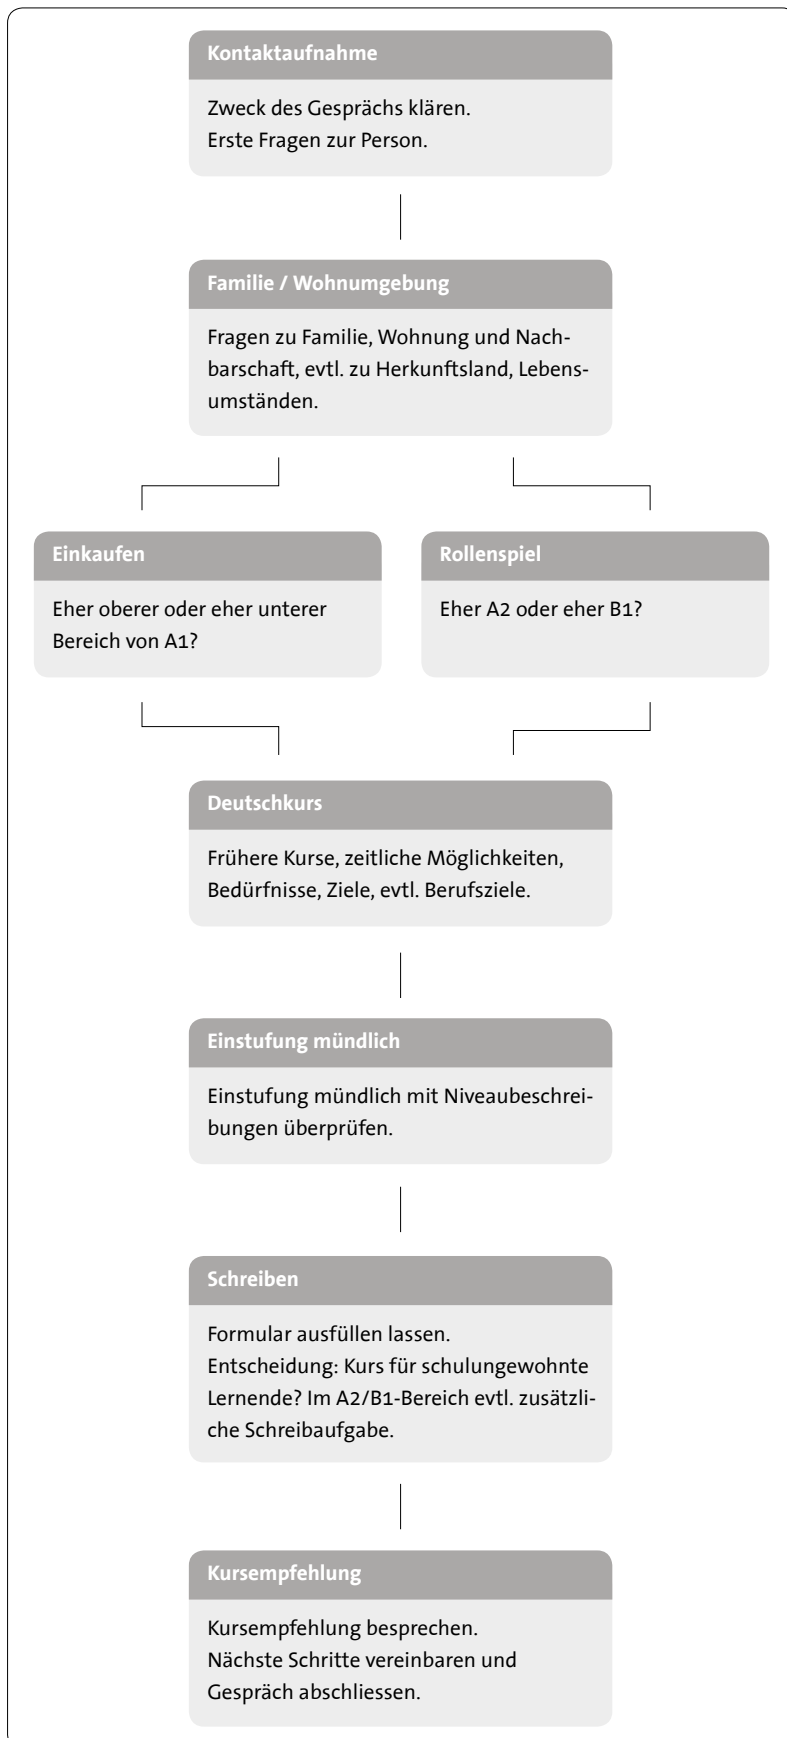 Kontaktaufnahme
Zweck des Gesprächs klären.
Erste Fragen zur Person.
Familie / Wohnumgebung
Fragen zu Familie, Wohnung und Nach-
barschaft, evtl. zu Herkunftsland, Lebens-
umständen.
Einkaufen
Eher oberer oder eher unterer
Bereich von A1?
Rollenspiel
Eher A2 oder eher B1?
Deutschkurs
Frühere Kurse, zeitliche Möglichkeiten,
Bedürfnisse, Ziele, evtl. Berufsziele.
Einstufung mündlich
Einstufung mündlich mit Niveaubeschrei-
bungen überprüfen.
Schreiben
Formular ausfüllen lassen.
Entscheidung: Kurs für schulungewohnte
Lernende? Im A2/B1-Bereich evtl. zusätzli-
che Schreibaufgabe.
Kursempfehlung
Kursempfehlung besprechen.
Nächste Schritte vereinbaren und
Gespräch abschliessen.